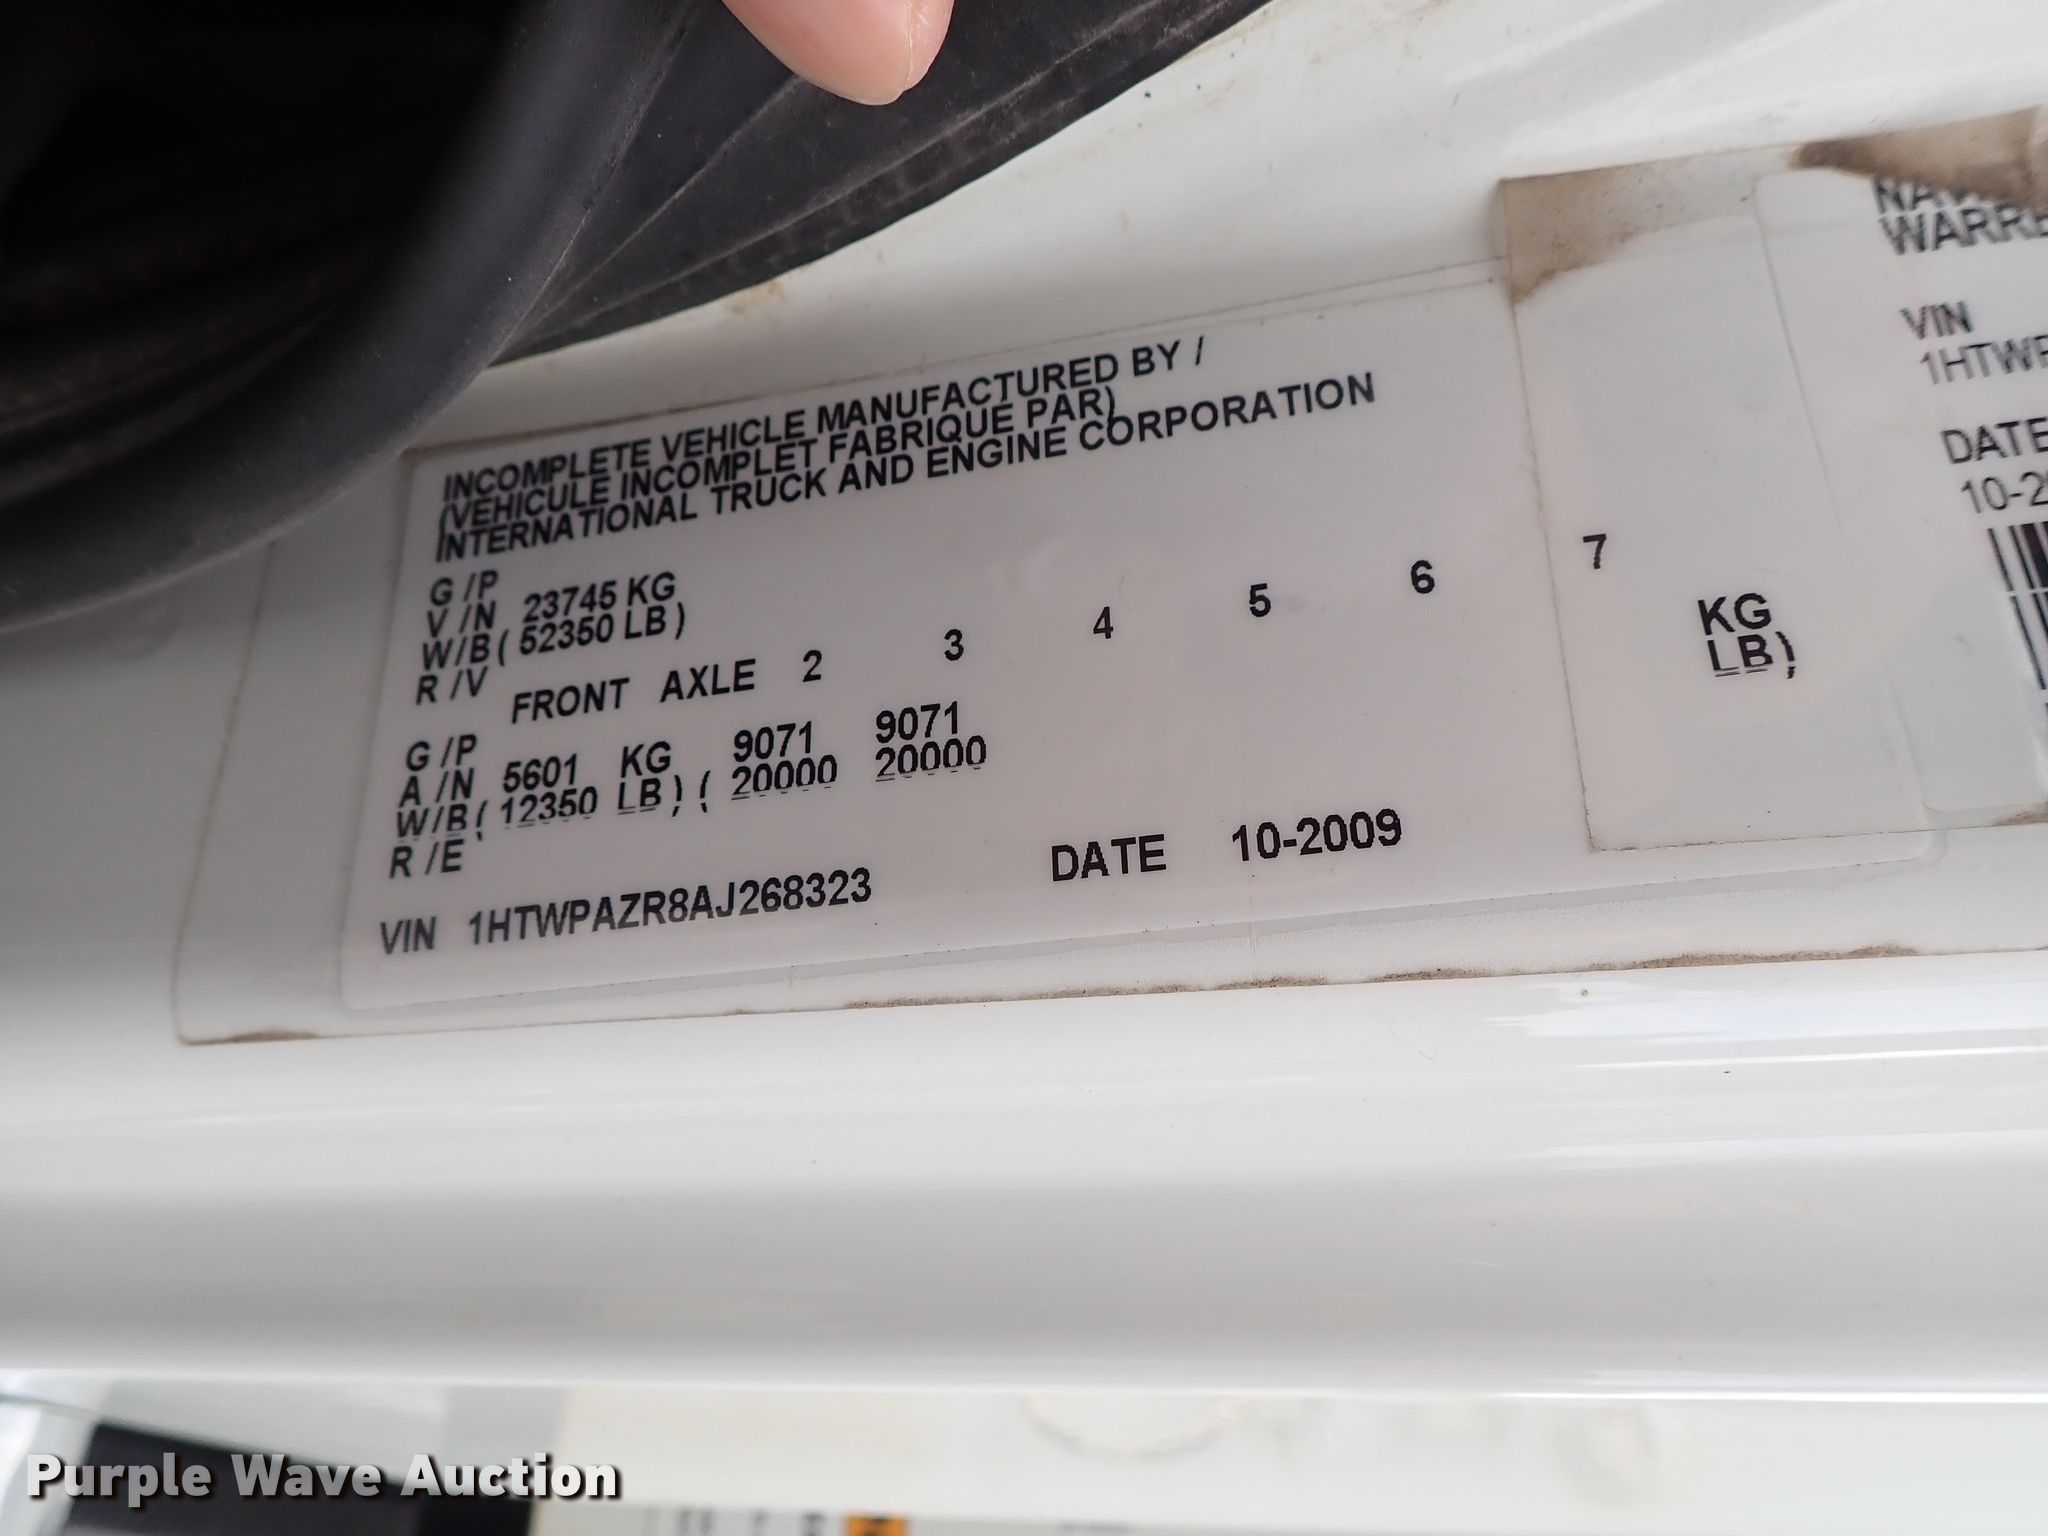 INCOMPLETE VEHICLE MANUFACTURED BY /
(VEHICULE INCOMPLET FABRIQUE PAR)
INTERNATIONAL TRUCK AND ENGINE CORPORATION
G /P
V /N 23745 KG
W/B( 52350 LB )
R /V
FRONT AXLE 2 3 4 5 6 7
G /P
A /N 5601 KG 9071 9071 KG
W/B( 12350 LB ) ( 20000 20000 LB )
R /E
VIN 1HTWPAZR8AJ268323 DATE 10-2009
VIN
1HTWP
DATE
10-2
Purple Wave Auction